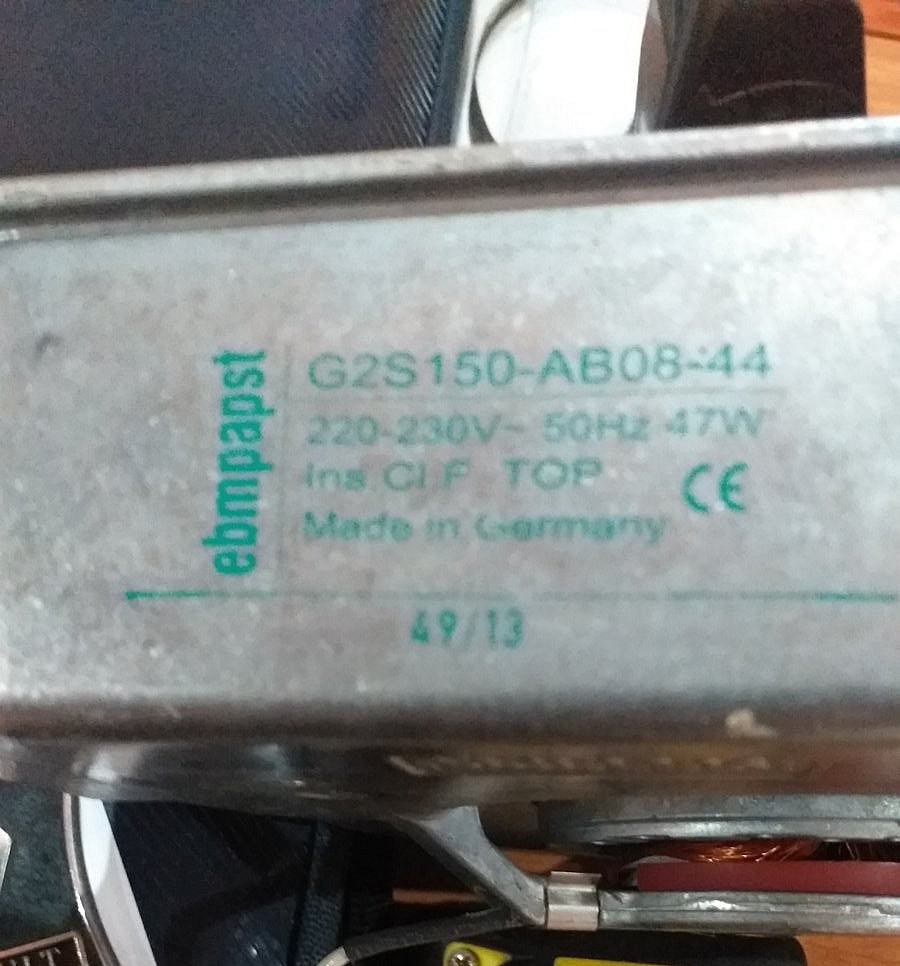 ebmpapst
G2S150-AB08-44
220-230V~ 50Hz 47W
Ins.Cl.F TOP
CE
Made in Germany
49/13